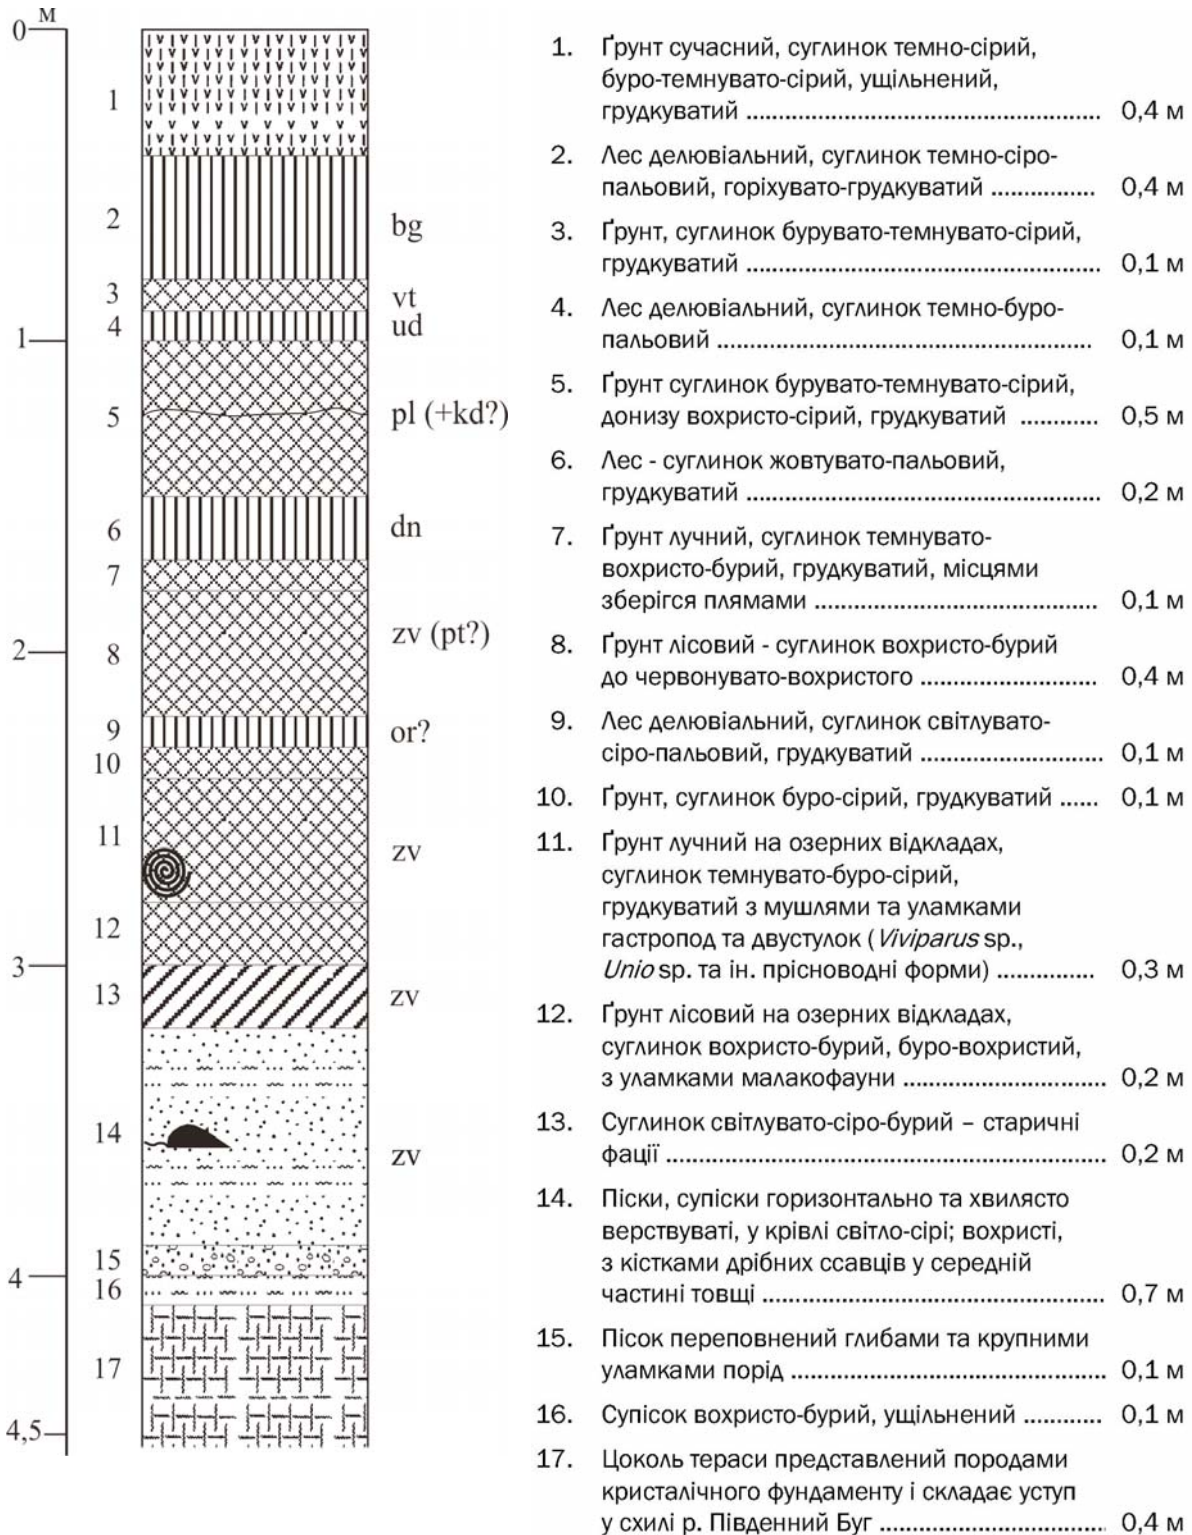 м
0
1
2
3
4
4,5
1
2
3
4
5
6
7
8
9
10
11
12
13
14
15
16
17
bg
vt
ud
pl (+kd?)
dn
zv (pt?)
or?
zv
zv
zv
1. Ґрунт сучасний, суглинок темно-сірий,
буро-темнувато-сірий, ущільнений,
грудкуватий ........................................................ 0,4 м
2. Лес делювіальний, суглинок темно-сіро-
пальовий, горіхувато-грудкуватий ................ 0,4 м
3. Ґрунт, суглинок бурувато-темнувато-сірий,
грудкуватий ......................................................... 0,1 м
4. Лес делювіальний, суглинок темно-буро-
пальовий ............................................................ 0,1 м
5. Ґрунт суглинок бурувато-темнувато-сірий,
донизу вохристо-сірий, грудкуватий ............ 0,5 м
6. Лес - суглинок жовтувато-пальовий,
грудкуватий ......................................................... 0,2 м
7. Ґрунт лучний, суглинок темнувато-
вохристо-бурий, грудкуватий, місцями
зберігся плямами .............................................. 0,1 м
8. Ґрунт лісовий - суглинок вохристо-бурий
до червонувато-вохристого ............................ 0,4 м
9. Лес делювіальний, суглинок світлувато-
сіро-пальовий, грудкуватий ............................. 0,1 м
10. Ґрунт, суглинок буро-сірий, грудкуватий ...... 0,1 м
11. Ґрунт лучний на озерних відкладах,
суглинок темнувато-буро-сірий,
грудкуватий з мушлями та уламками
гастропод та двустулок (Viviparus sp.,
Unio sp. та ін. прісноводні форми) ............... 0,3 м
12. Ґрунт лісовий на озерних відкладах,
суглинок вохристо-бурий, буро-вохристий,
з уламками малакофауни ................................ 0,2 м
13. Суглинок світлувато-сіро-бурий – старичні
фації ..................................................................... 0,2 м
14. Піски, супіски горизонтально та хвилясто
верствуваті, у крівлі світло-сірі; вохристі,
з кістками дрібних ссавців у середній
частині товщі ...................................................... 0,7 м
15. Пісок переповнений глибами та крупними
уламками порід .................................................. 0,1 м
16. Супісок вохристо-бурий, ущільнений ............ 0,1 м
17. Цоколь тераси представлений породами
кристалічного фундаменту і складає уступ
у схилі р. Південний Буг ................................... 0,4 м